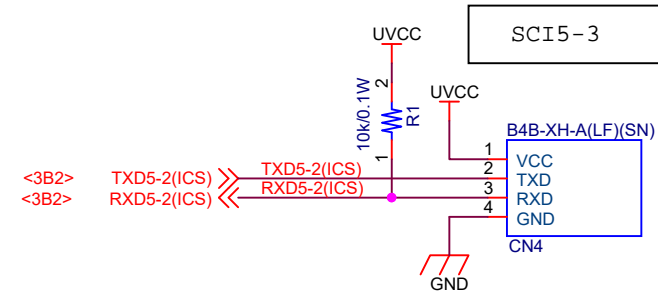 SCI5-3
UVCC
2
10k/0.1W
R1
1
UVCC
B4B-XH-A(LF)(SN)
1 VCC
<3B2> TXD5-2(ICS) TXD5-2(ICS) 2 TXD
<3B2> RXD5-2(ICS) RXD5-2(ICS) 3 RXD
4 GND
CN4
GND